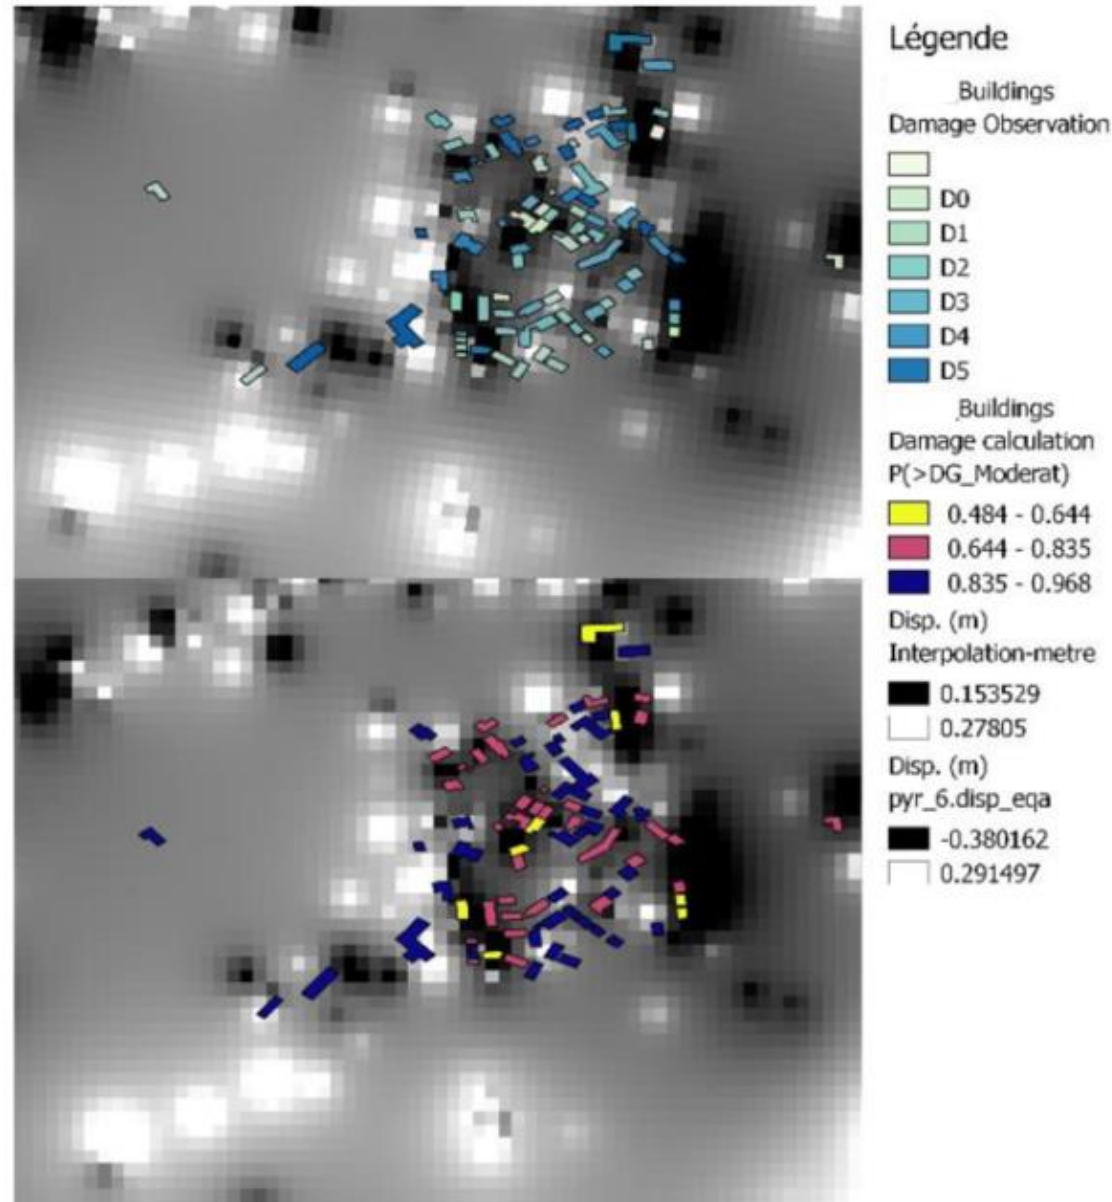 Légende
Buildings
Damage Observation
D0
D1
D2
D3
D4
D5
Buildings
Damage calculation
P(>DG_Moderat)
0.484 - 0.644
0.644 - 0.835
0.835 - 0.968
Disp. (m)
Interpolation-metre
0.153529
0.27805
Disp. (m)
pyr_6.disp_eqa
-0.380162
0.291497